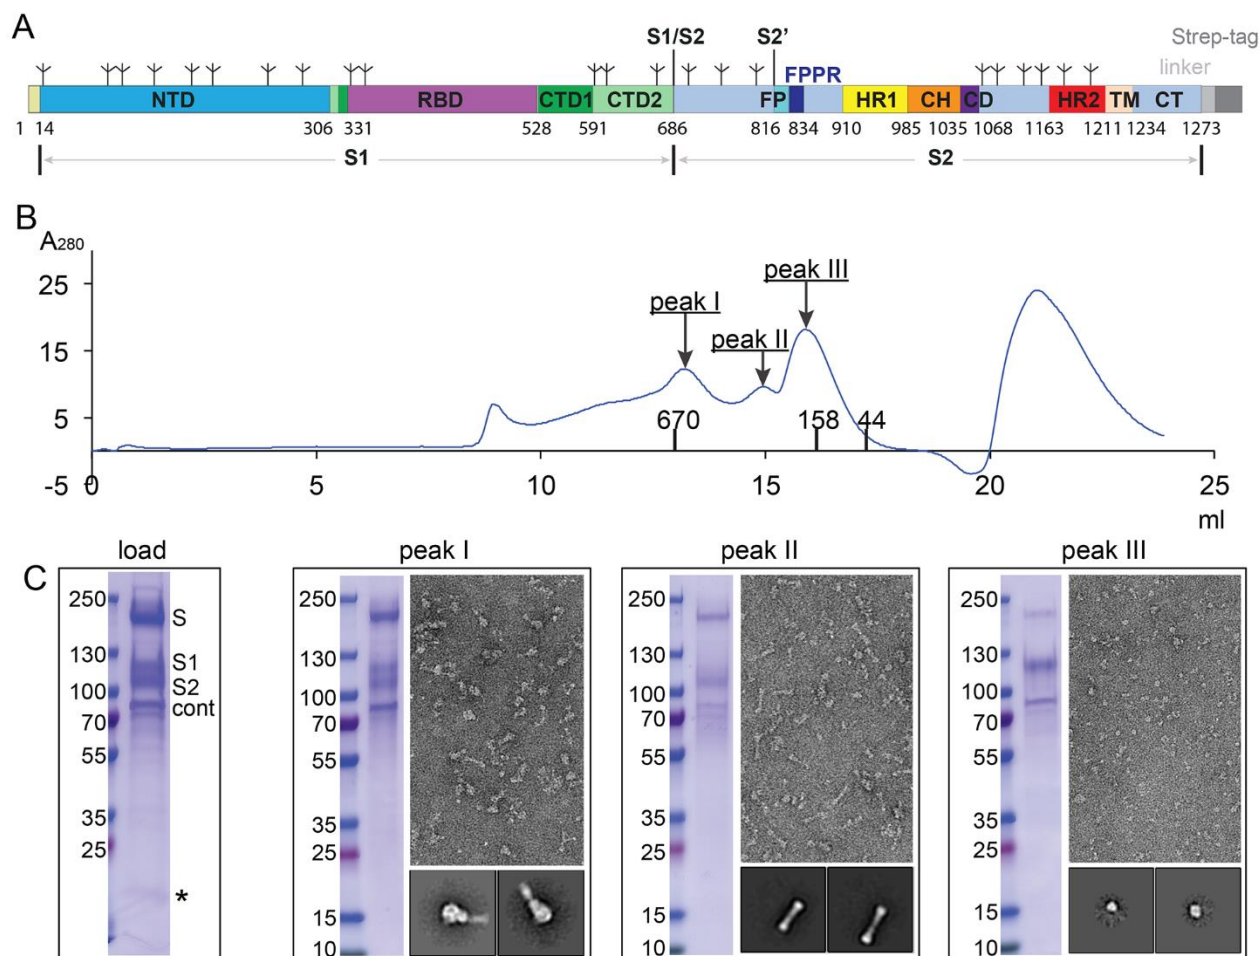 A
S1/S2 S2' Strep-tag
FPPR linker
NTD RBD CTD1 CTD2 FP HR1 CH CD HR2 TM CT
1 14 306 331 528 591 686 816 834 910 985 1035 1068 1163 1211 1234 1273
S1 S2
B
A280
25
15
5
-5
peak I
peak II
peak III
670 158 44
0 5 10 15 20 25
ml
C
load
250
130
100
70
55
35
25
S
S1
S2
cont
*
peak I
250
130
100
70
55
35
25
15
10
peak II
250
130
100
70
55
35
25
15
10
peak III
250
130
100
70
55
35
25
15
10